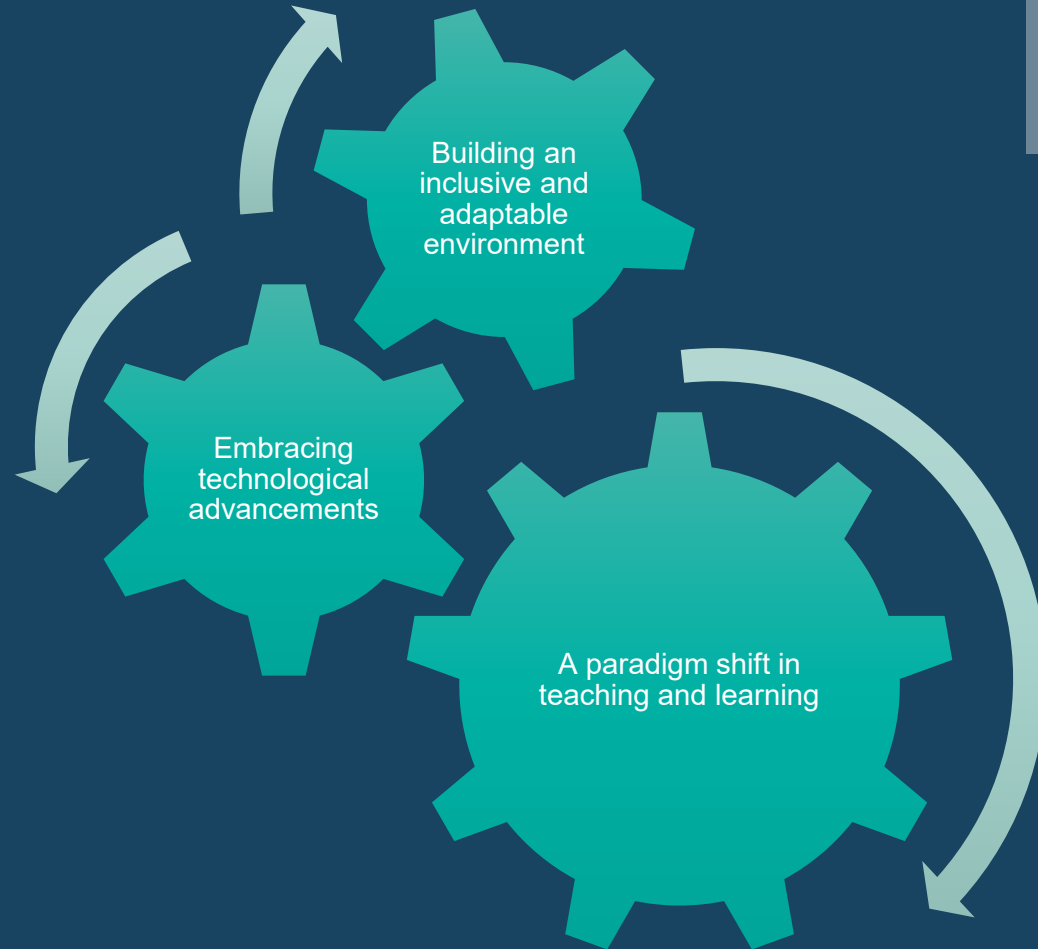 Building an
inclusive and
adaptable
environment
Embracing
technological
advancements
A paradigm shift in
teaching and learning